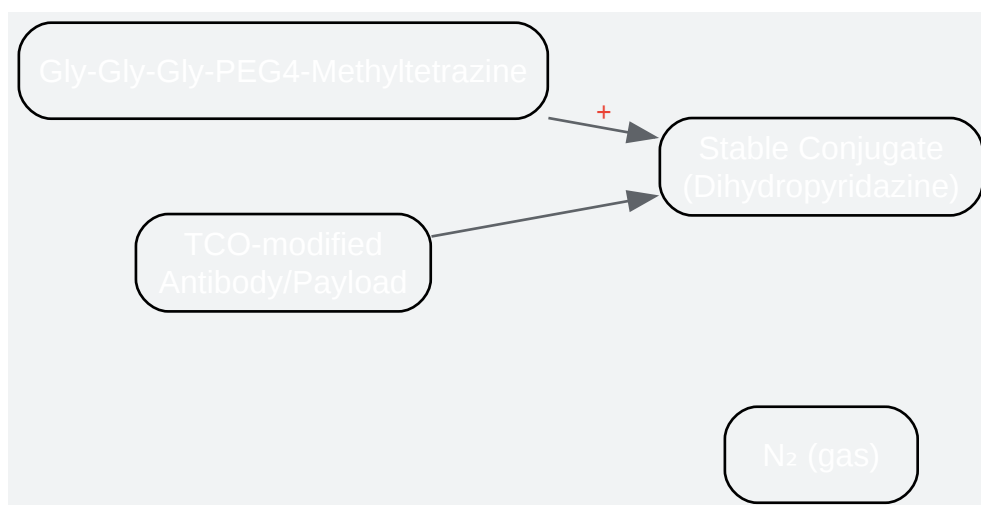 Gly-Gly-Gly-PEG4-Methyltetrazine
+
Stable Conjugate
(Dihydropyridazine)
TCO-modified
Antibody/Payload
N₂ (gas)